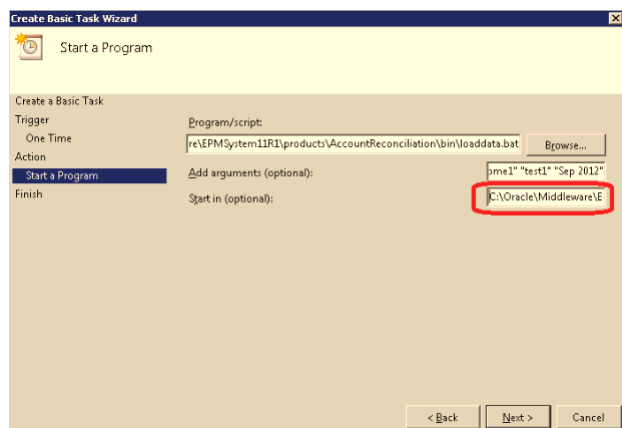 Create Basic Task Wizard
Start a Program
Create a Basic Task
Trigger
One Time
Action
Start a Program
Finish
Program/script:
re\EPMSystem11R1\products\AccountReconciliation\bin\loaddata.bat
Browse...
Add arguments (optional):
ome1" "test1" "Sep 2012"
Start in (optional):
C:\Oracle\Middleware\E
< Back
Next >
Cancel